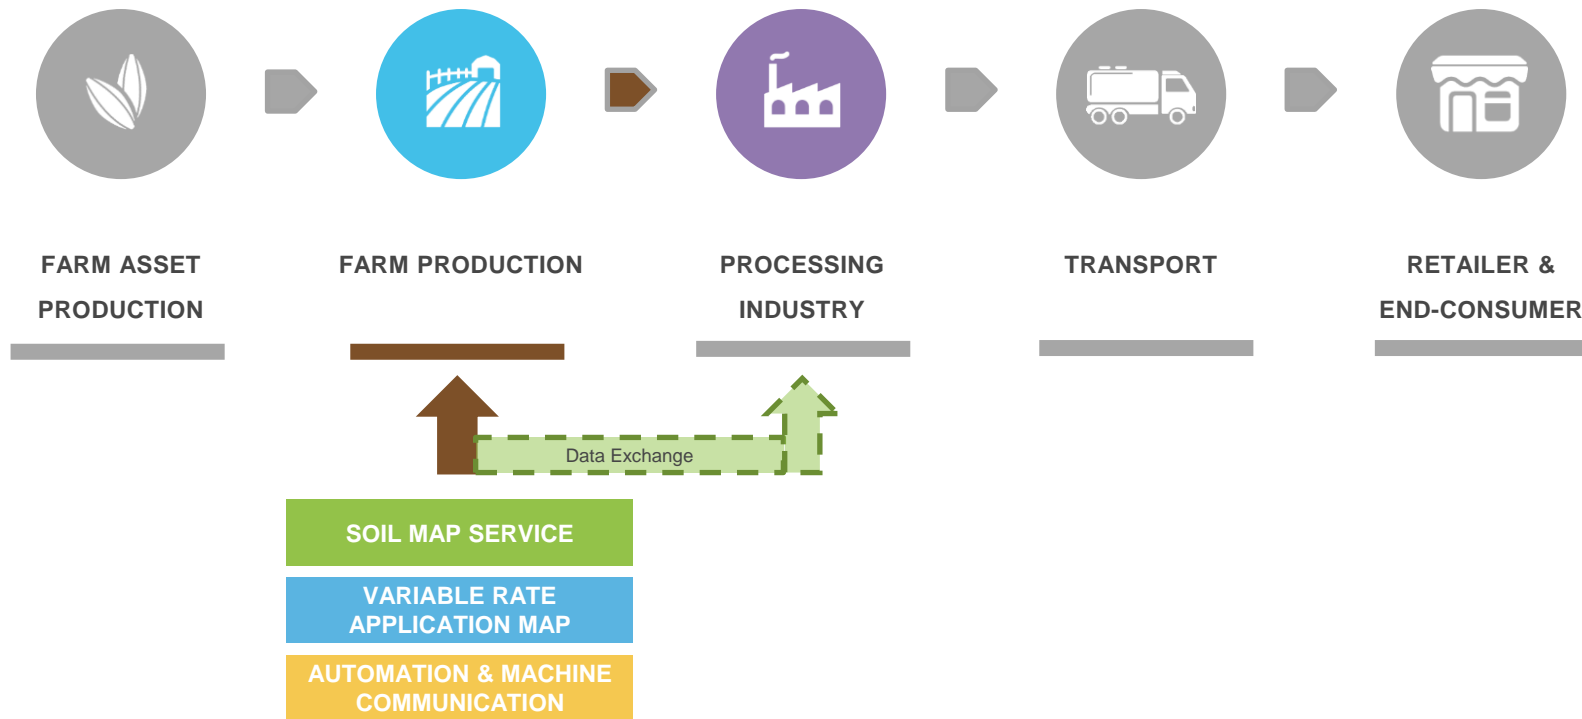 FARM ASSET
PRODUCTION
FARM PRODUCTION
PROCESSING
INDUSTRY
TRANSPORT
RETAILER &
END-CONSUMER
Data Exchange
SOIL MAP SERVICE
VARIABLE RATE
APPLICATION MAP
AUTOMATION & MACHINE
COMMUNICATION